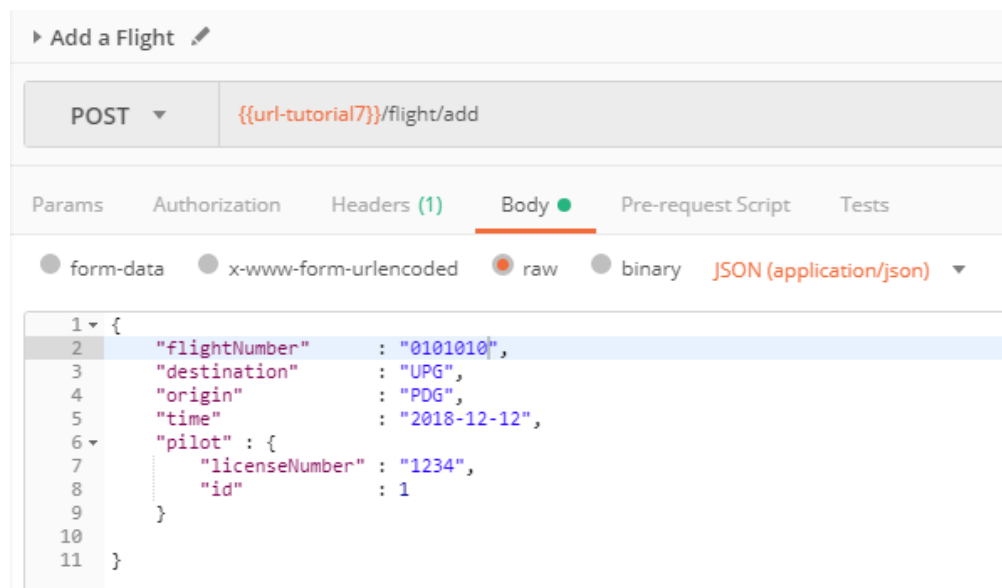 Add a Flight
POST {{url-tutorial7}}/flight/add
Params Authorization Headers (1) Body Pre-request Script Tests
form-data x-www-form-urlencoded raw binary JSON (application/json)
1 {
2 "flightNumber" : "0101010",
3 "destination" : "UPG",
4 "origin" : "PDG",
5 "time" : "2018-12-12",
6 "pilot" : {
7 "licenseNumber" : "1234",
8 "id" : 1
9 }
10
11 }